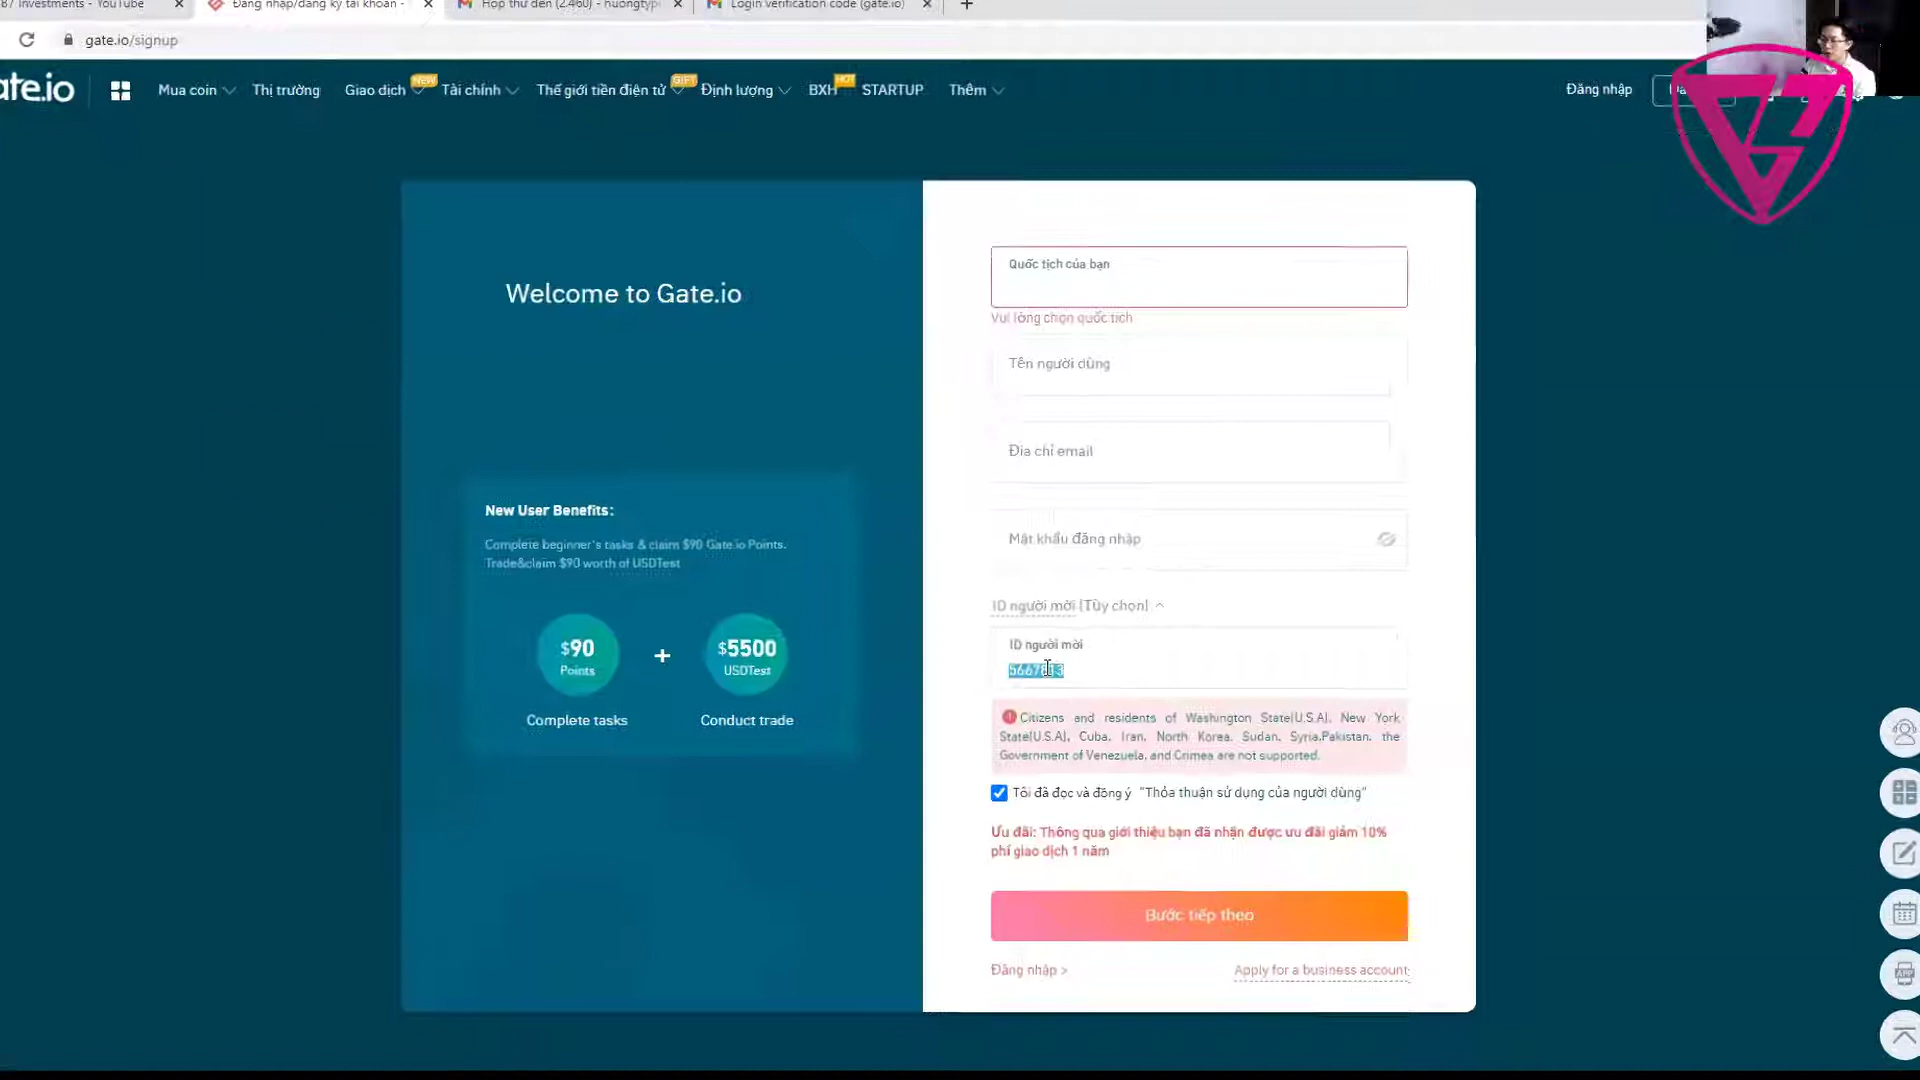 87 Investments - YouTube
Đăng nhập/đăng ký tài khoản -
Hộp thư đến (2.460) - huongtypi
Login verification code (gate.io)
gate.io/signup
ate.io
Mua coin
Thị trường
Giao dịch
New
Tài chính
Thế giới tiền điện tử
GIFT
Định lượng
BXH
HOT
STARTUP
Thêm
Đăng nhập
Welcome to Gate.io
New User Benefits:
Complete beginner's tasks & claim $90 Gate.io Points.
Trade&claim $90 worth of USDTest
$90
Points
+
$5500
USDTest
Complete tasks
Conduct trade
Quốc tịch của bạn
Vui lòng chọn quốc tịch
Tên người dùng
Địa chỉ email
Mật khẩu đăng nhập
ID người mời (Tùy chọn)
ID người mời
Citizens and residents of Washington State(U.S.A), New York
State(U.S.A), Cuba, Iran, North Korea, Sudan, Syria,Pakistan, the
Government of Venezuela, and Crimea are not supported.
Tôi đã đọc và đồng ý "Thỏa thuận sử dụng của người dùng"
Ưu đãi: Thông qua giới thiệu bạn đã nhận được ưu đãi giảm 10%
phí giao dịch 1 năm
Bước tiếp theo
Đăng nhập >
Apply for a business account
APP